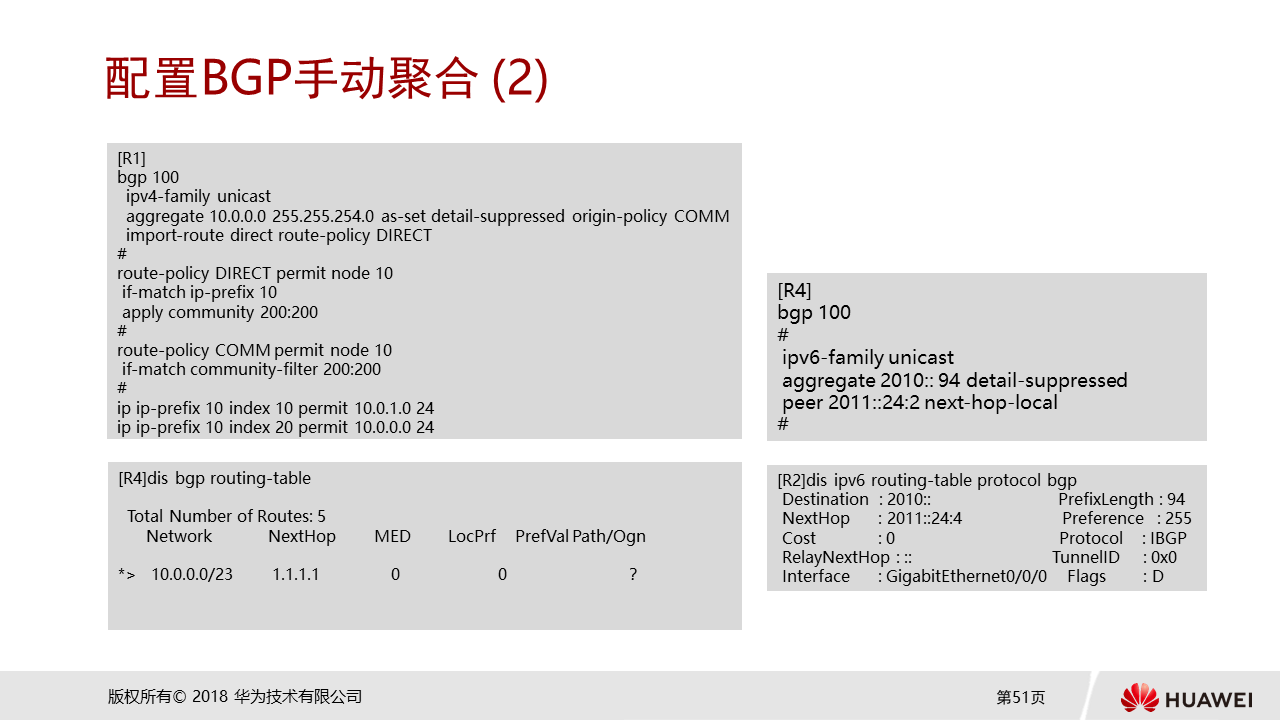 配置BGP手动聚合 (2)
[R1]
bgp 100
ipv4-family unicast
aggregate 10.0.0.0 255.255.254.0 as-set detail-suppressed origin-policy COMM
import-route direct route-policy DIRECT
#
route-policy DIRECT permit node 10
if-match ip-prefix 10
apply community 200:200
#
route-policy COMM permit node 10
if-match community-filter 200:200
#
ip ip-prefix 10 index 10 permit 10.0.1.0 24
ip ip-prefix 10 index 20 permit 10.0.0.0 24
[R4]
bgp 100
#
ipv6-family unicast
aggregate 2010:: 94 detail-suppressed
peer 2011::24:2 next-hop-local
#
[R4]dis bgp routing-table
Total Number of Routes: 5
Network NextHop MED LocPrf PrefVal Path/Ogn
*> 10.0.0.0/23 1.1.1.1 0 0 ?
[R2]dis ipv6 routing-table protocol bgp
Destination : 2010:: PrefixLength : 94
NextHop : 2011::24:4 Preference : 255
Cost : 0 Protocol : IBGP
RelayNextHop : :: TunnelID : 0x0
Interface : GigabitEthernet0/0/0 Flags : D
版权所有© 2018 华为技术有限公司
第51页
HUAWEI